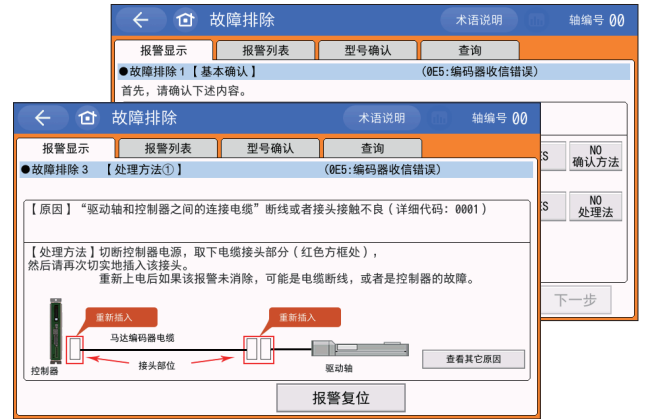 故障排除
术语说明
轴编号 00
报警显示
报警列表
型号确认
查询
●故障排除1【基本确认】
(0E5:编码器收信错误)
首先，请确认下述内容。
NO
确认方法
NO
处理法
下一步
故障排除
术语说明
轴编号 00
报警显示
报警列表
型号确认
查询
●故障排除3 【处理方法①】
(0E5:编码器收信错误)
【原因】“驱动轴和控制器之间的连接电缆”断线或者接头接触不良(详细代码：0001)
【处理方法】切断控制器电源，取下电缆接头部分(红色方框处)，
然后请再次切实地插入该接头。
重新上电后如果该报警未消除，可能是电缆断线，或者是控制器的故障。
重新插入
重新插入
马达编码器电缆
接头部位
控制器
驱动轴
查看其它原因
报警复位